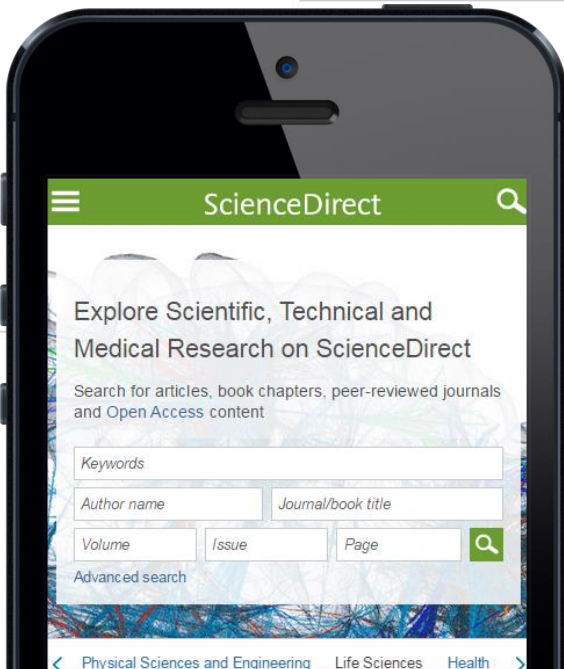 ScienceDirect
Explore Scientific, Technical and
Medical Research on ScienceDirect
Search for articles, book chapters, peer-reviewed journals
and Open Access content
Keywords
Author name Journal/book title
Volume Issue Page
Advanced search
Physical Sciences and Engineering Life Sciences Health